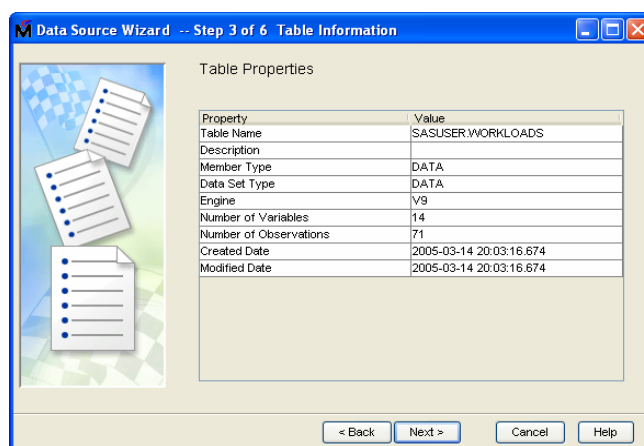 Data Source Wizard -- Step 3 of 6 Table Information
Table Properties
Property Value
Table Name SASUSER.WORKLOADS
Description
Member Type DATA
Data Set Type DATA
Engine V9
Number of Variables 14
Number of Observations 71
Created Date 2005-03-14 20:03:16.674
Modified Date 2005-03-14 20:03:16.674
< Back Next > Cancel Help